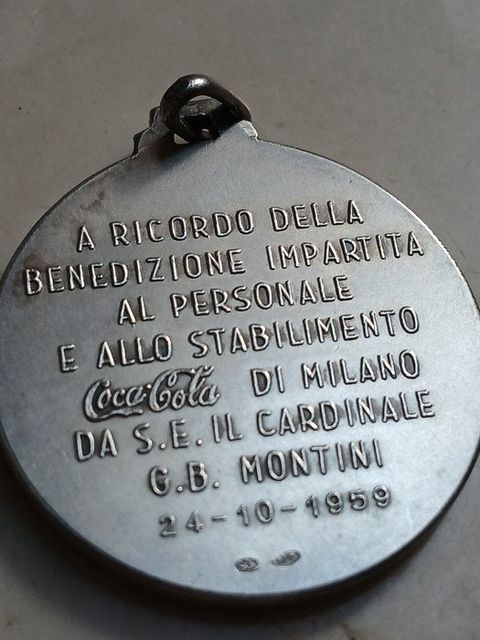 A RICORDO DELLA
BENEDIZIONE IMPARTITA
AL PERSONALE
E ALLO STABILIMENTO
Coca-Cola DI MILANO
DA S.E. IL CARDINALE
G.B. MONTINI
24-10-1959